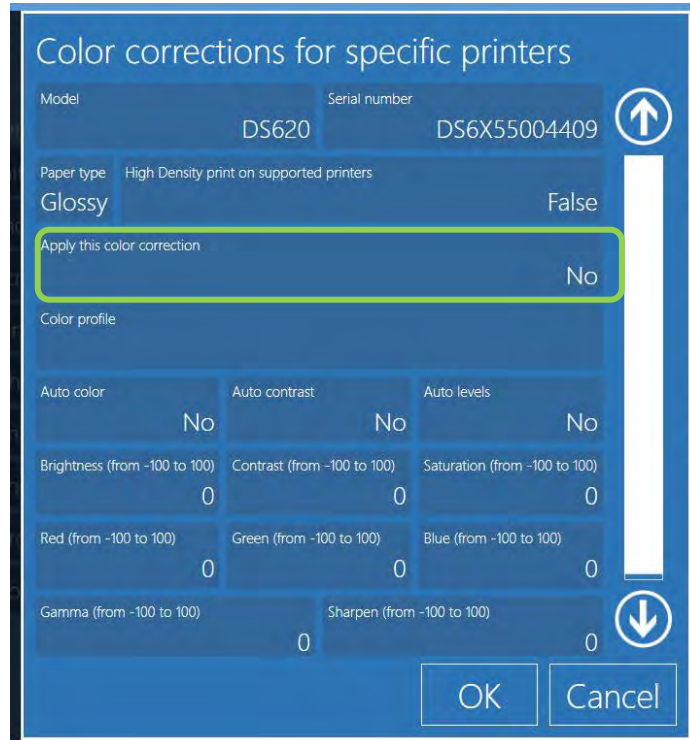 Color corrections for specific printers
Model Serial number
DS620 DS6X55004409
Paper type High Density print on supported printers
Glossy False
Apply this color correction
No
Color profile
Auto color Auto contrast Auto levels
No No No
Brightness (from -100 to 100) Contrast (from -100 to 100) Saturation (from -100 to 100)
0 0 0
Red (from -100 to 100) Green (from -100 to 100) Blue (from -100 to 100)
0 0 0
Gamma (from -100 to 100) Sharpen (from -100 to 100)
0 0
OK Cancel